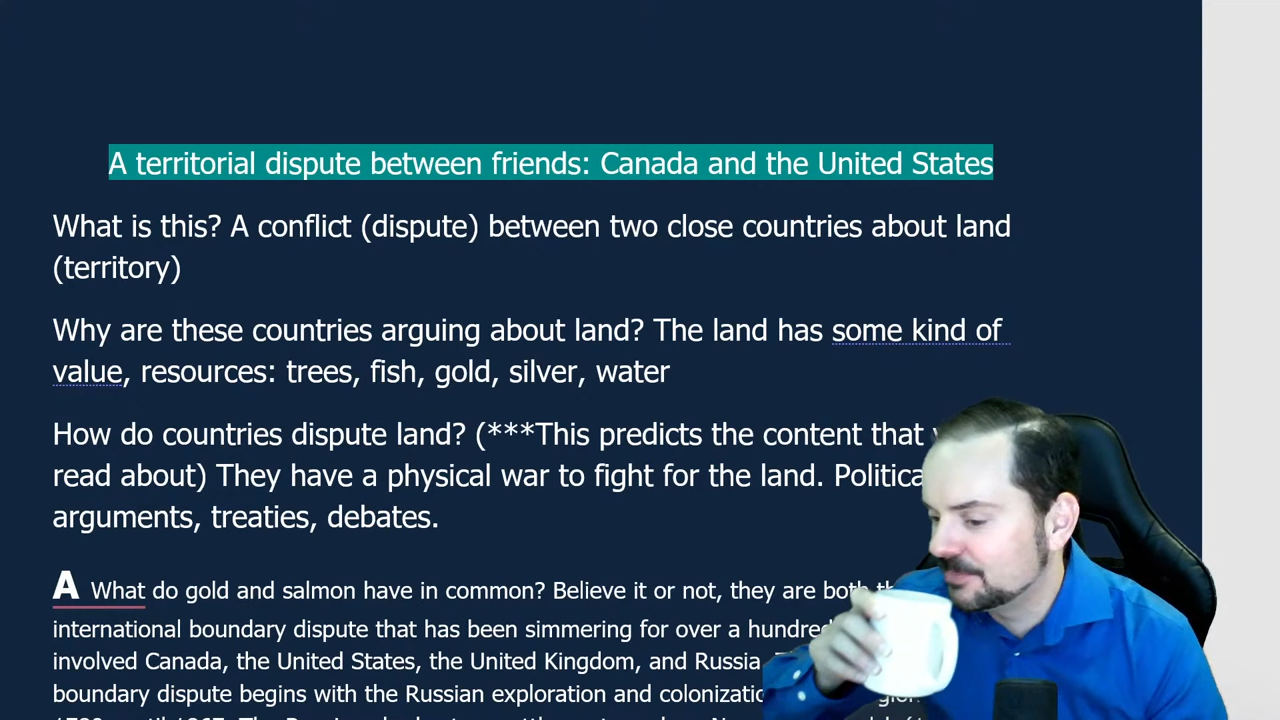 A territorial dispute between friends: Canada and the United States
What is this? A conflict (dispute) between two close countries about land
(territory)
Why are these countries arguing about land? The land has some kind of
value, resources: trees, fish, gold, silver, water
How do countries dispute land? (***This predicts the content that
read about) They have a physical war to fight for the land.
arguments, treaties, debates.
A What do gold and salmon have in common? Believe it or not, they are both
international boundary dispute that has been simmering for over a
involved Canada, the United States, the United Kingdom, and Russia.
boundary dispute begins with the Russian exploration and